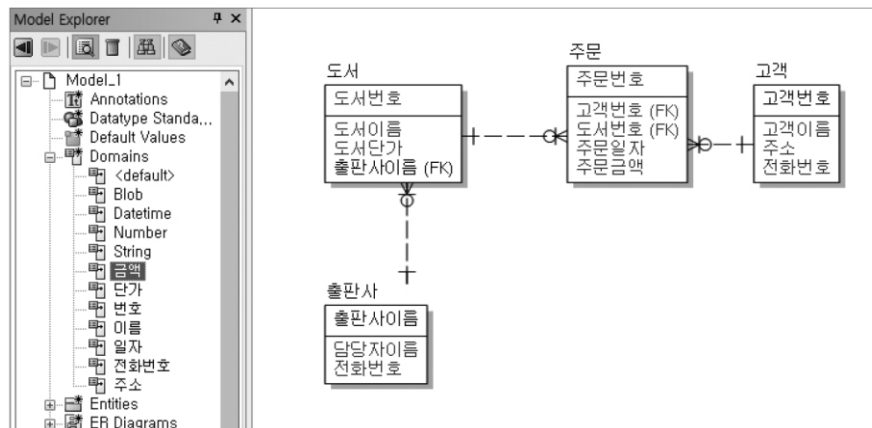 Model Explorer
Model_1
Annotations
Datatype Standa...
Default Values
Domains
<default>
Blob
Datetime
Number
String
금액
단가
번호
이름
일자
전화번호
주소
Entities
ER Diagrams
도서
도서번호
도서이름
도서단가
출판사이름 (FK)
주문
주문번호
고객번호 (FK)
도서번호 (FK)
주문일자
주문금액
고객
고객번호
고객이름
주소
전화번호
출판사
출판사이름
담당자이름
전화번호